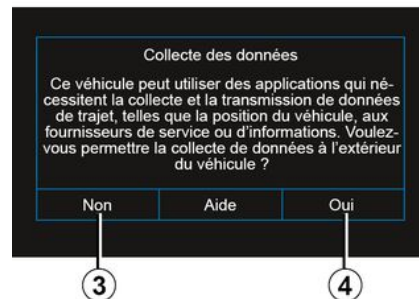 Collecte des données
Ce véhicule peut utiliser des applications qui né-
cessitent la collecte et la transmission de données
de trajet, telles que la position du véhicule, aux
fournisseurs de service ou d'informations. Voulez-
vous permettre la collecte de données à l'extérieur
du véhicule ?
Non Aide Oui
3 4